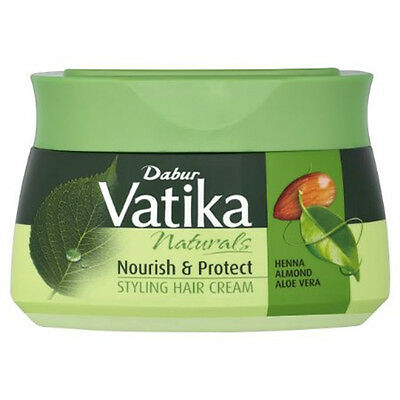 Dabur
Vatika
Naturals
Nourish & Protect
STYLING HAIR CREAM
HENNA
ALMOND
ALOE VERA